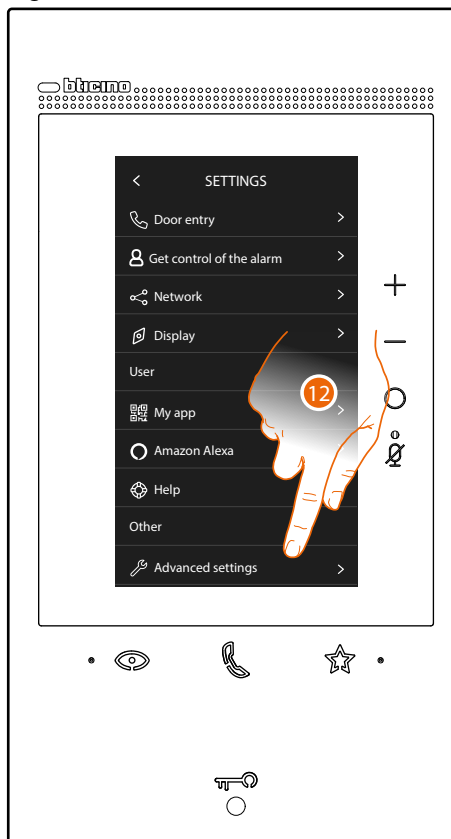 bticino
SETTINGS
Door entry
Get control of the alarm
Network
Display
User
12
My app
Amazon Alexa
Help
Other
Advanced settings